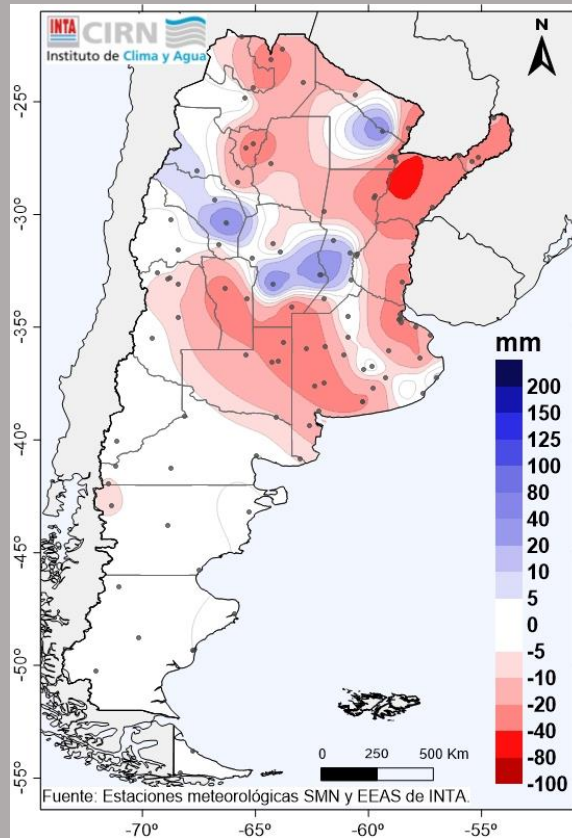 INTA CIRN
Instituto de Clima y Agua
N
-25º
-30º
-35º
-40º
-45º
-50º
-55º
mm
200
150
125
100
80
40
20
10
5
0
-5
-10
-20
-40
-80
-100
0 250 500 Km
Fuente: Estaciones meteorológicas SMN y EEAS de INTA.
-70º -65º -60º -55º